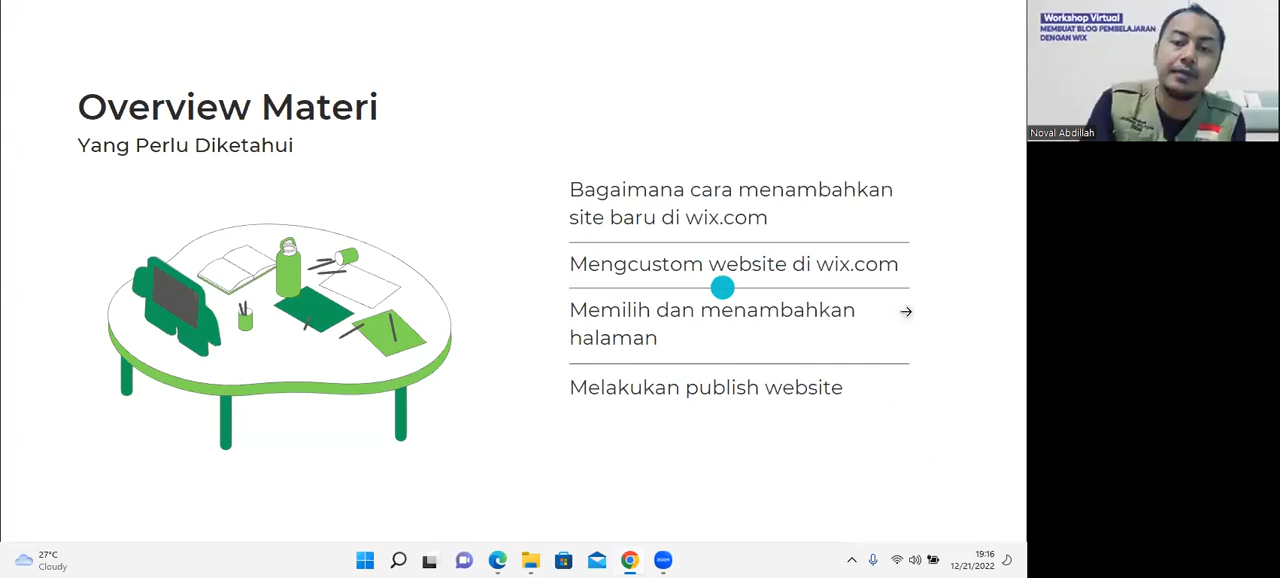 Overview Materi
Yang Perlu Diketahui
Bagaimana cara menambahkan
site baru di wix.com
Mengcustom website di wix.com
Memilih dan menambahkan
halaman
Melakukan publish website
Workshop Virtual
MEMBUAT BLOG PEMBELAJARAN
DENGAN WIX
Noval Abdillah
27°C
Cloudy
zoom
19:16
12/21/2022